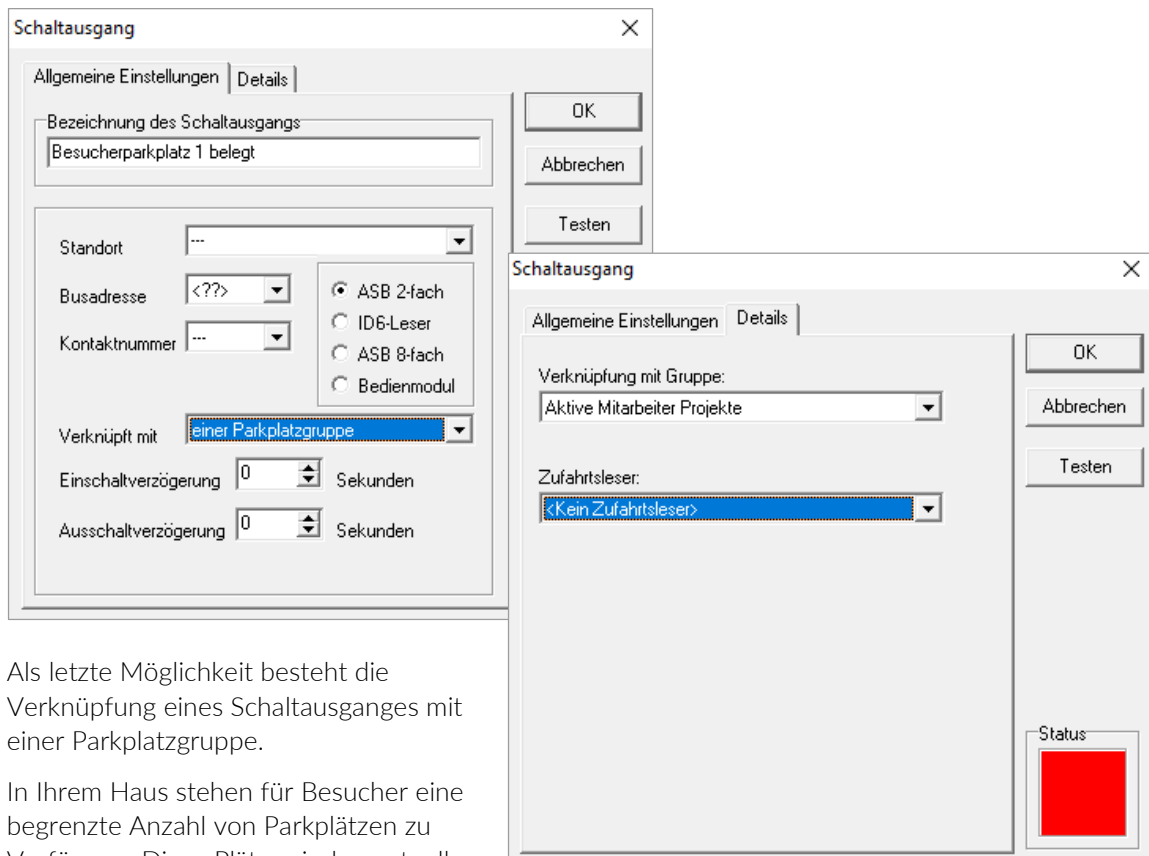 Schaltausgang
Allgemeine Einstellungen Details
Bezeichnung des Schaltausgangs
Besucherparkplatz 1 belegt
OK
Abbrechen
Testen
Standort ---
Busadresse <??>
Kontaktnummer ---
ASB 2-fach
ID6-Leser
ASB 8-fach
Bedienmodul
Verknüpft mit einer Parkplatzgruppe
Einschaltverzögerung 0 Sekunden
Ausschaltverzögerung 0 Sekunden
Schaltausgang
Allgemeine Einstellungen Details
Verknüpfung mit Gruppe:
Aktive Mitarbeiter Projekte
Zufahrtsleser:
<Kein Zufahrtsleser>
OK
Abbrechen
Testen
Status
Als letzte Möglichkeit besteht die
Verknüpfung eines Schaltausganges mit
einer Parkplatzgruppe.
In Ihrem Haus stehen für Besucher eine
begrenzte Anzahl von Parkplätzen zu